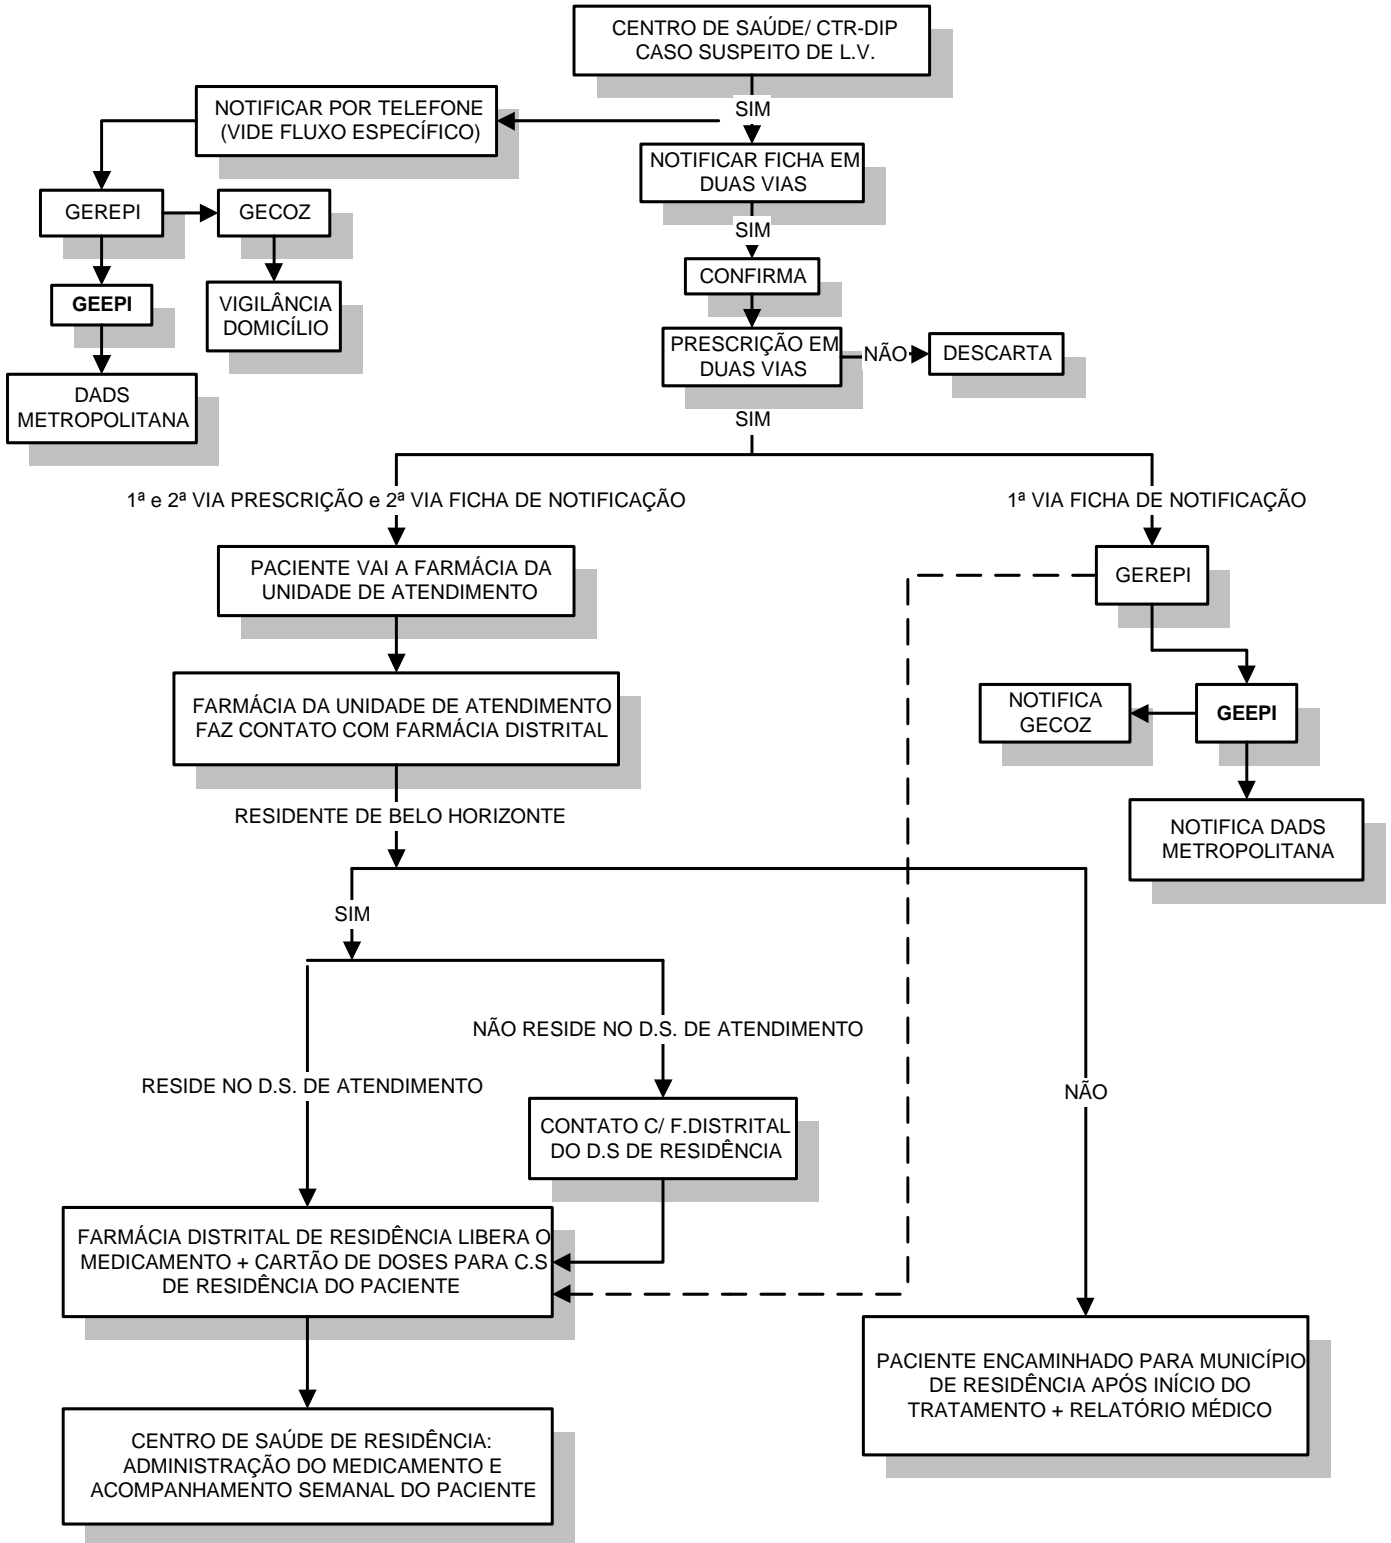 CENTRO DE SAÚDE/ CTR-DIP
CASO SUSPEITO DE L.V.
SIM
NOTIFICAR POR TELEFONE
(VIDE FLUXO ESPECÍFICO)
NOTIFICAR FICHA EM
DUAS VIAS
GEREPI
GECOZ
SIM
CONFIRMA
GEEPI
VIGILÂNCIA
DOMICÍLIO
PRESCRIÇÃO EM
DUAS VIAS
NÃO
DESCARTA
DADS
METROPOLITANA
SIM
1ª e 2ª VIA PRESCRIÇÃO e 2ª VIA FICHA DE NOTIFICAÇÃO
1ª VIA FICHA DE NOTIFICAÇÃO
PACIENTE VAI A FARMÁCIA DA
UNIDADE DE ATENDIMENTO
GEREPI
FARMÁCIA DA UNIDADE DE ATENDIMENTO
FAZ CONTATO COM FARMÁCIA DISTRITAL
NOTIFICA
GECOZ
GEEPI
RESIDENTE DE BELO HORIZONTE
NOTIFICA DADS
METROPOLITANA
SIM
NÃO RESIDE NO D.S. DE ATENDIMENTO
RESIDE NO D.S. DE ATENDIMENTO
NÃO
CONTATO C/ F.DISTRITAL
DO D.S DE RESIDÊNCIA
FARMÁCIA DISTRITAL DE RESIDÊNCIA LIBERA O
MEDICAMENTO + CARTÃO DE DOSES PARA C.S
DE RESIDÊNCIA DO PACIENTE
PACIENTE ENCAMINHADO PARA MUNICÍPIO
DE RESIDÊNCIA APÓS INÍCIO DO
TRATAMENTO + RELATÓRIO MÉDICO
CENTRO DE SAÚDE DE RESIDÊNCIA:
ADMINISTRAÇÃO DO MEDICAMENTO E
ACOMPANHAMENTO SEMANAL DO PACIENTE